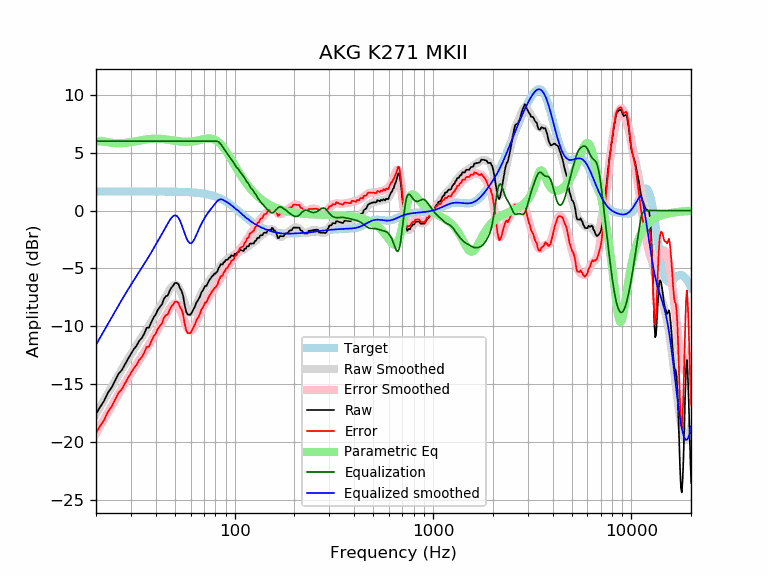 AKG K271 MKII
Amplitude (dBr)
10
5
0
−5
−10
−15
−20
−25
Target
Raw Smoothed
Error Smoothed
Raw
Error
Parametric Eq
Equalization
Equalized smoothed
100
1000
10000
Frequency (Hz)